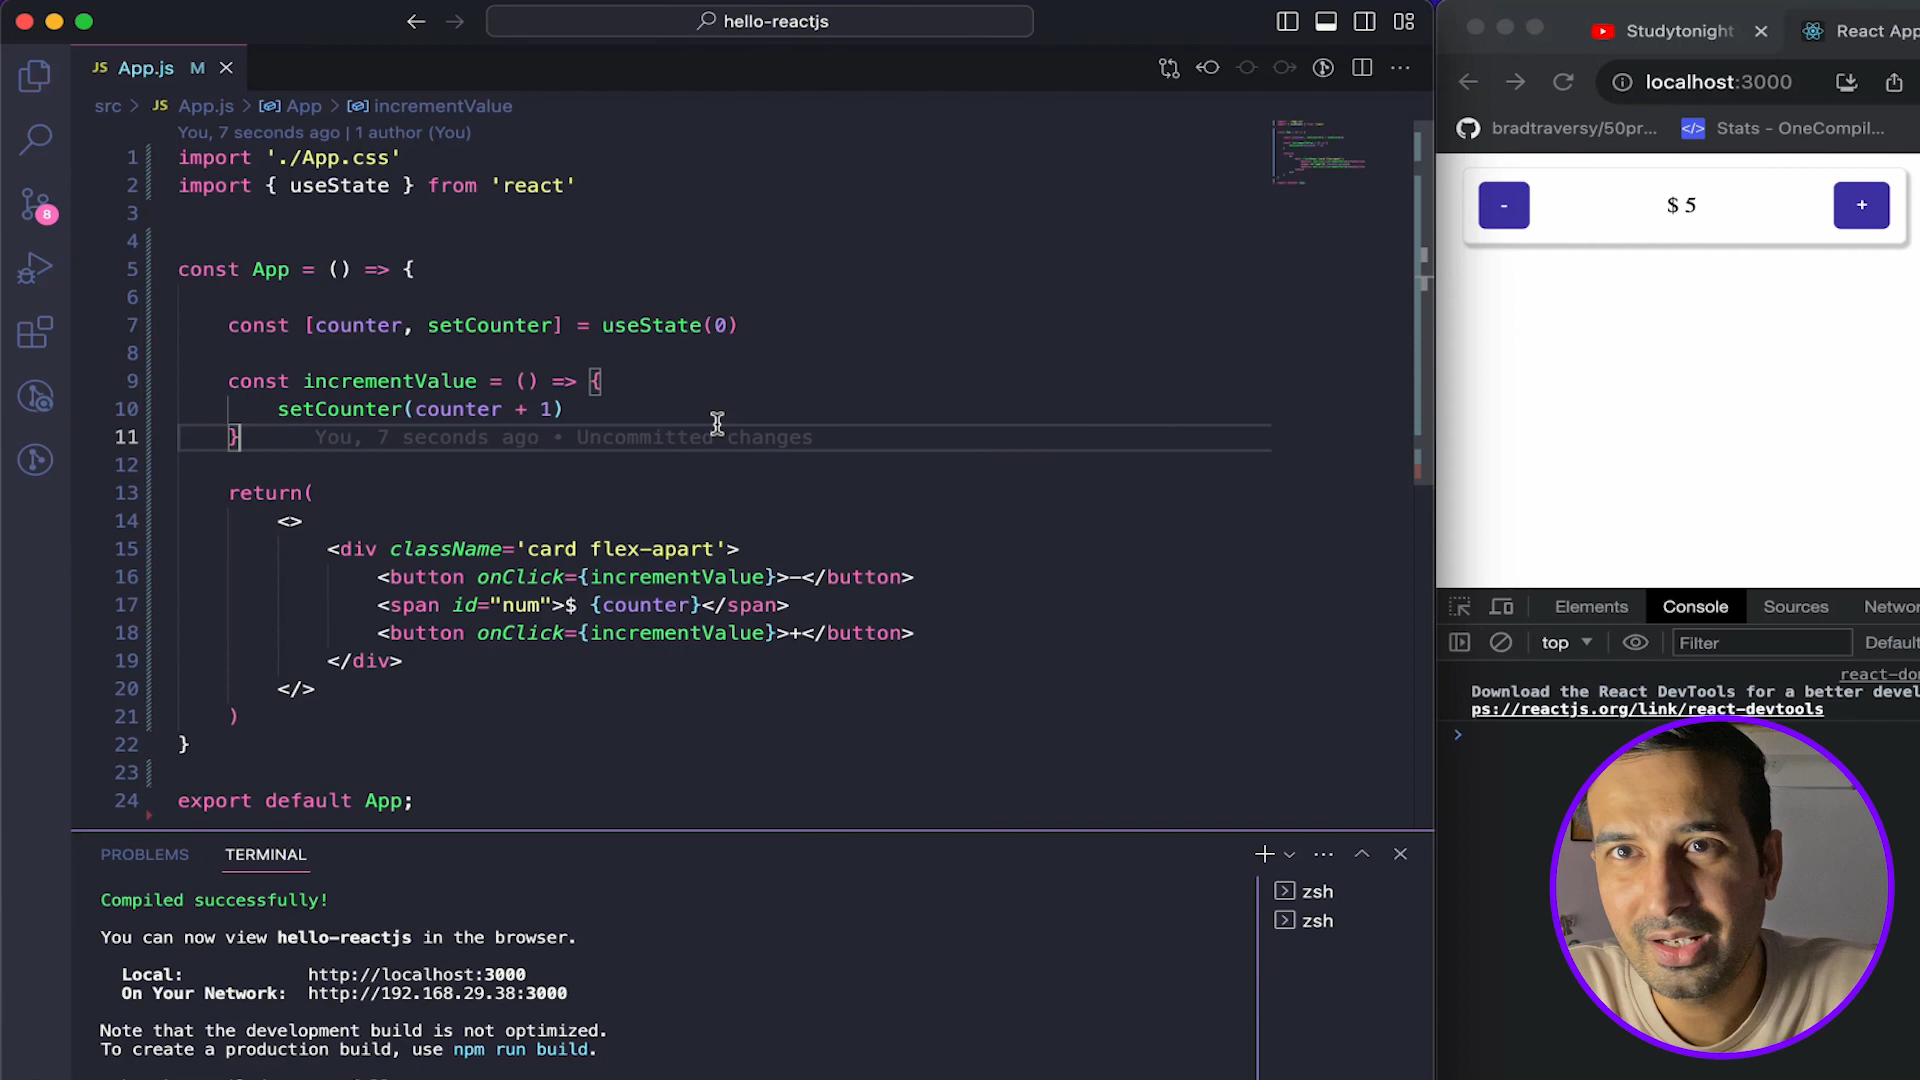 hello-reactjs
JS App.js M
src > JS App.js > App > incrementValue
You, 7 seconds ago | 1 author (You)
1 import './App.css'
2 import { useState } from 'react'
3
4
5 const App = () => {
6
7 const [counter, setCounter] = useState(0)
8
9 const incrementValue = () => {
10 setCounter(counter + 1)
11 } You, 7 seconds ago • Uncommitted changes
12
13 return(
14 <>
15 <div className='card flex-apart'>
16 <button onClick={incrementValue}>-</button>
17 <span id="num">$ {counter}</span>
18 <button onClick={incrementValue}>+</button>
19 </div>
20 </>
21 )
22 }
23
24 export default App;
8
PROBLEMS TERMINAL
Compiled successfully!
You can now view hello-reactjs in the browser.
Local: http://localhost:3000
On Your Network: http://192.168.29.38:3000
Note that the development build is not optimized.
To create a production build, use npm run build.
zsh
zsh
Studytonight React App
localhost:3000
bradtraversy/50pr... Stats - OneCompil...
- $ 5 +
Elements Console Sources Networ
top Filter Default
react-dom
Download the React DevTools for a better devel
ps://reactjs.org/link/react-devtools